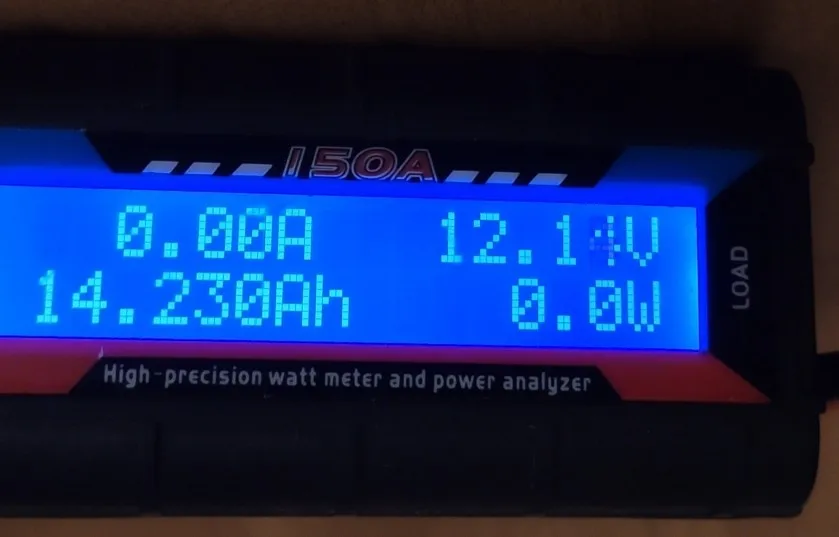 150A
0.00A 12.14V
14.230Ah 0.0W
LOAD
High-precision watt meter and power analyzer